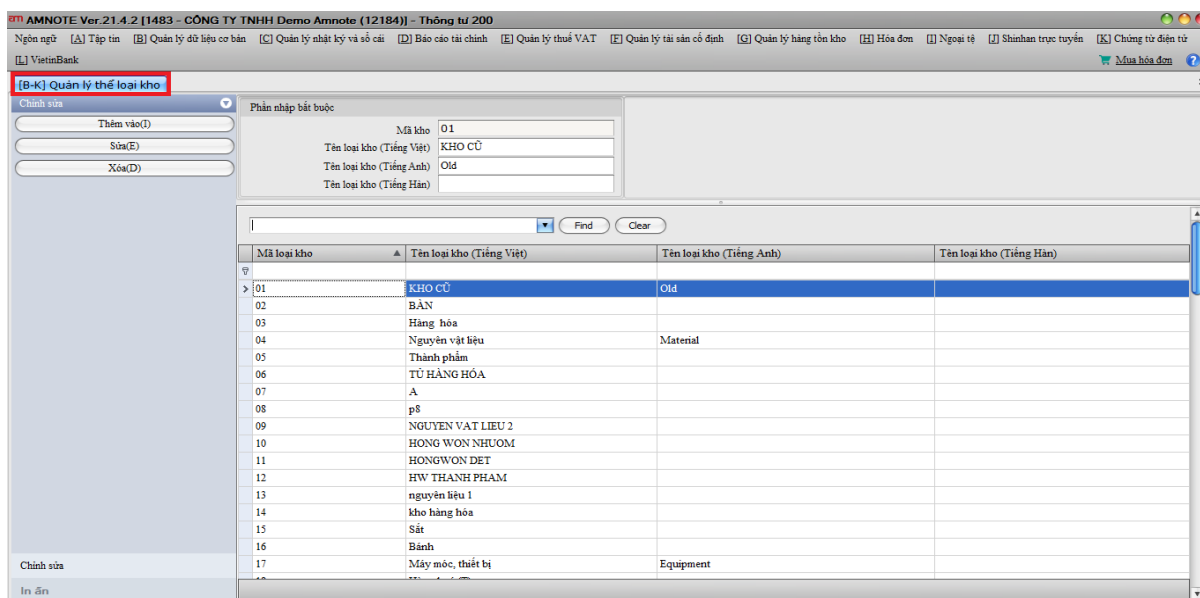 am AMNOTE Ver.21.4.2 [1483 - CÔNG TY TNHH Demo Amnote (12184)] - Thông tư 200
Ngôn ngữ [A] Tập tin [B] Quản lý dữ liệu cơ bản [C] Quản lý nhật ký và sổ cái [D] Báo cáo tài chính [E] Quản lý thuế VAT [F] Quản lý tài sản cố định [G] Quản lý hàng tồn kho [H] Hóa đơn [I] Ngoại tệ [J] Shinhan trực tuyến [K] Chứng từ điện tử
[L] VietinBank Mua hóa đơn ?
[B-K] Quản lý thể loại kho
Chỉnh sửa
Thêm vào(I)
Sửa(E)
Xóa(D)
Phần nhập bắt buộc
Mã kho 01
Tên loại kho (Tiếng Việt) KHO CŨ
Tên loại kho (Tiếng Anh) Old
Tên loại kho (Tiếng Hàn)
Find Clear
Mã loại kho Tên loại kho (Tiếng Việt) Tên loại kho (Tiếng Anh) Tên loại kho (Tiếng Hàn)
01 KHO CŨ Old
02 BÀN
03 Hàng hóa
04 Nguyên vật liệu Material
05 Thành phẩm
06 TỦ HÀNG HÓA
07 A
08 p8
09 NGUYEN VAT LIEU 2
10 HONG WON NHUOM
11 HONGWON DET
12 HW THANH PHAM
13 nguyên liệu 1
14 kho hàng hóa
15 Sắt
16 Bánh
17 Máy móc, thiết bị Equipment
Chỉnh sửa
In ấn